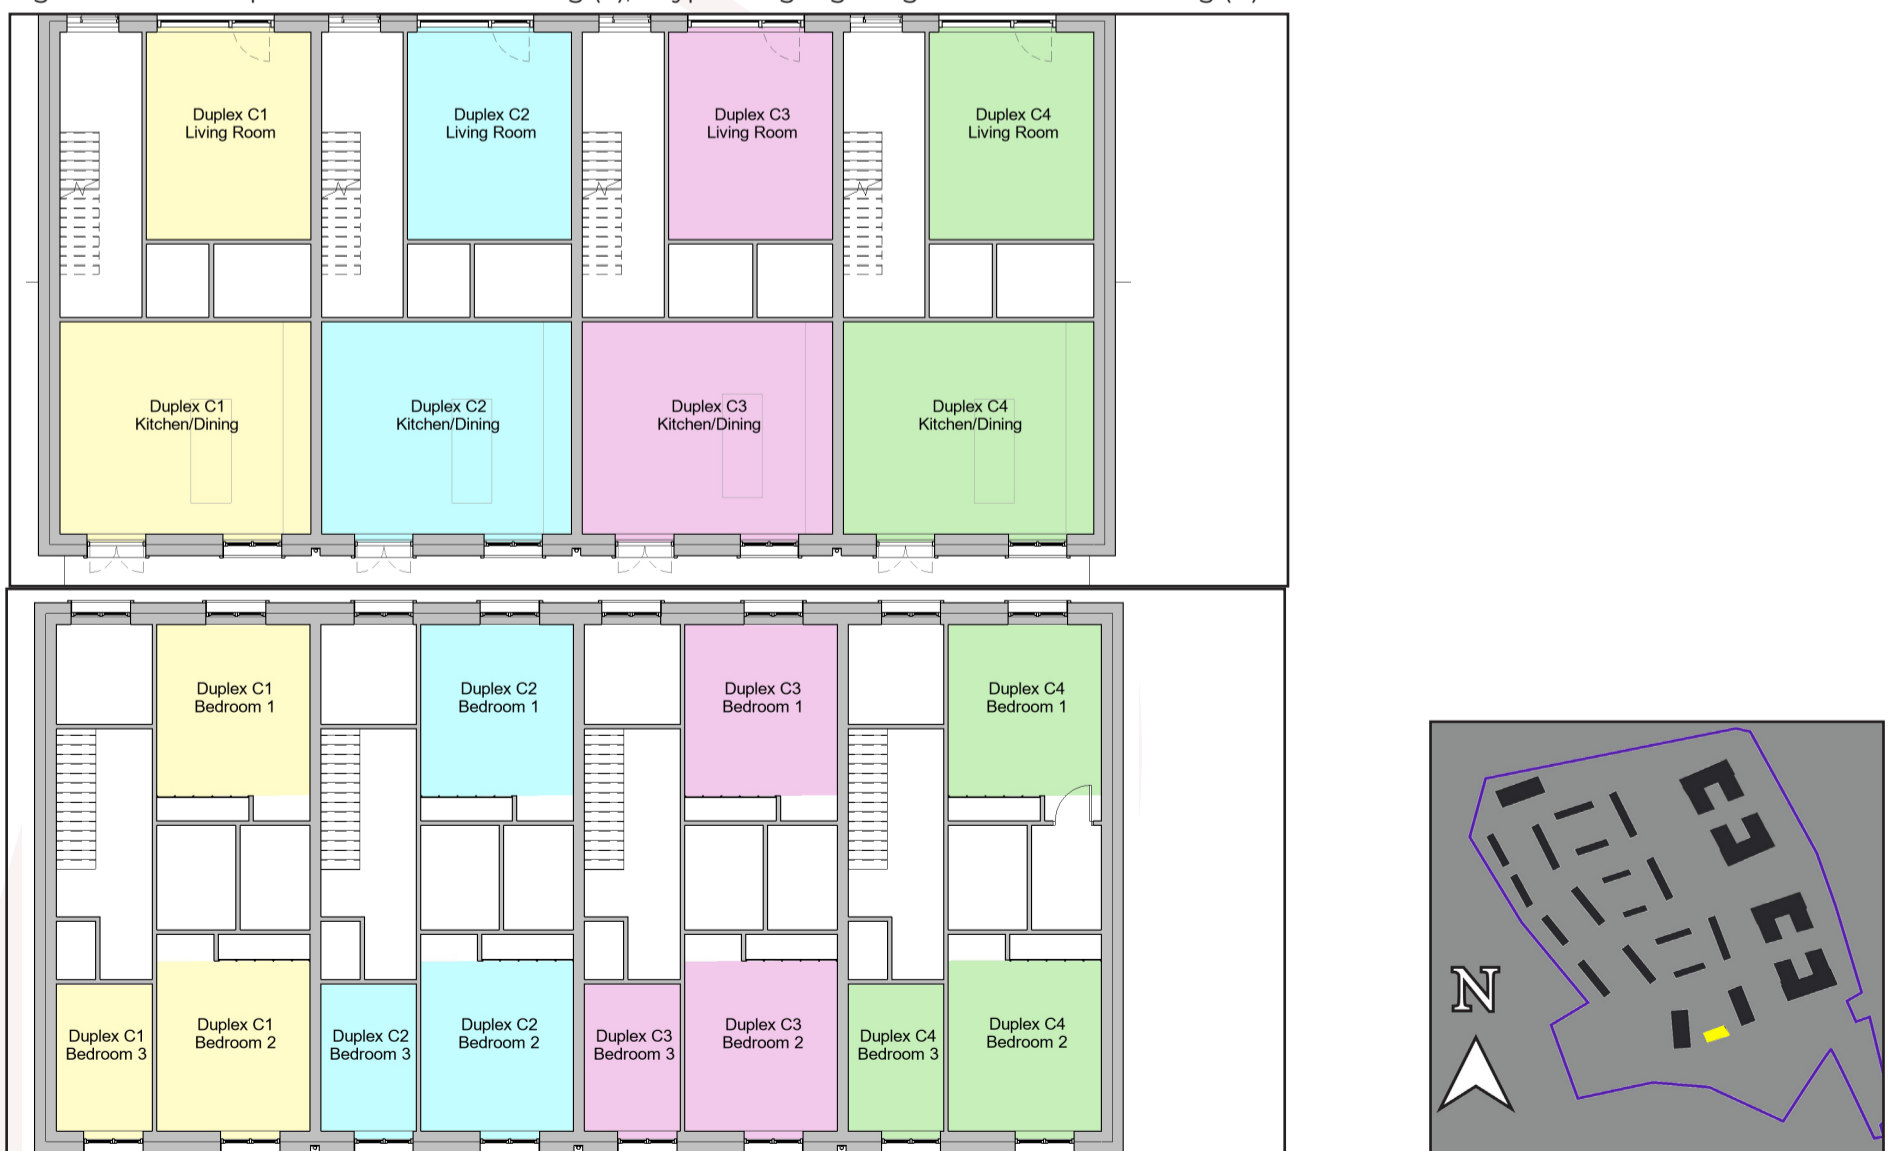 Duplex C1
Living Room
Duplex C2
Living Room
Duplex C3
Living Room
Duplex C4
Living Room
Duplex C1
Kitchen/Dining
Duplex C2
Kitchen/Dining
Duplex C3
Kitchen/Dining
Duplex C4
Kitchen/Dining
Duplex C1
Bedroom 1
Duplex C2
Bedroom 1
Duplex C3
Bedroom 1
Duplex C4
Bedroom 1
Duplex C1
Bedroom 3
Duplex C1
Bedroom 2
Duplex C2
Bedroom 3
Duplex C2
Bedroom 2
Duplex C3
Bedroom 3
Duplex C3
Bedroom 2
Duplex C4
Bedroom 3
Duplex C4
Bedroom 2
N